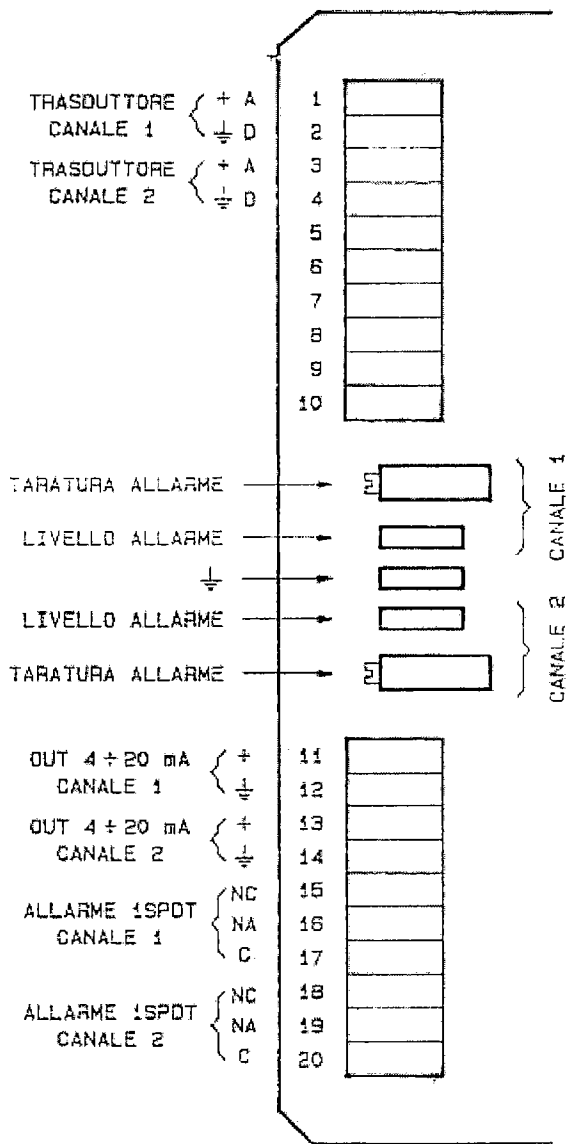 TRASDUTTORE
CANALE 1
+ A 1
⏚ D 2
TRASDUTTORE
CANALE 2
+ A 3
⏚ D 4
5
6
7
8
9
10
TARATURA ALLARME
LIVELLO ALLARME
CANALE 1
⏚
LIVELLO ALLARME
TARATURA ALLARME
CANALE 2
OUT 4÷20 mA
CANALE 1
+ 11
⏚ 12
OUT 4÷20 mA
CANALE 2
+ 13
⏚ 14
ALLARME 1SPDT
CANALE 1
NC 15
NA 16
C 17
ALLARME 1SPDT
CANALE 2
NC 18
NA 19
C 20